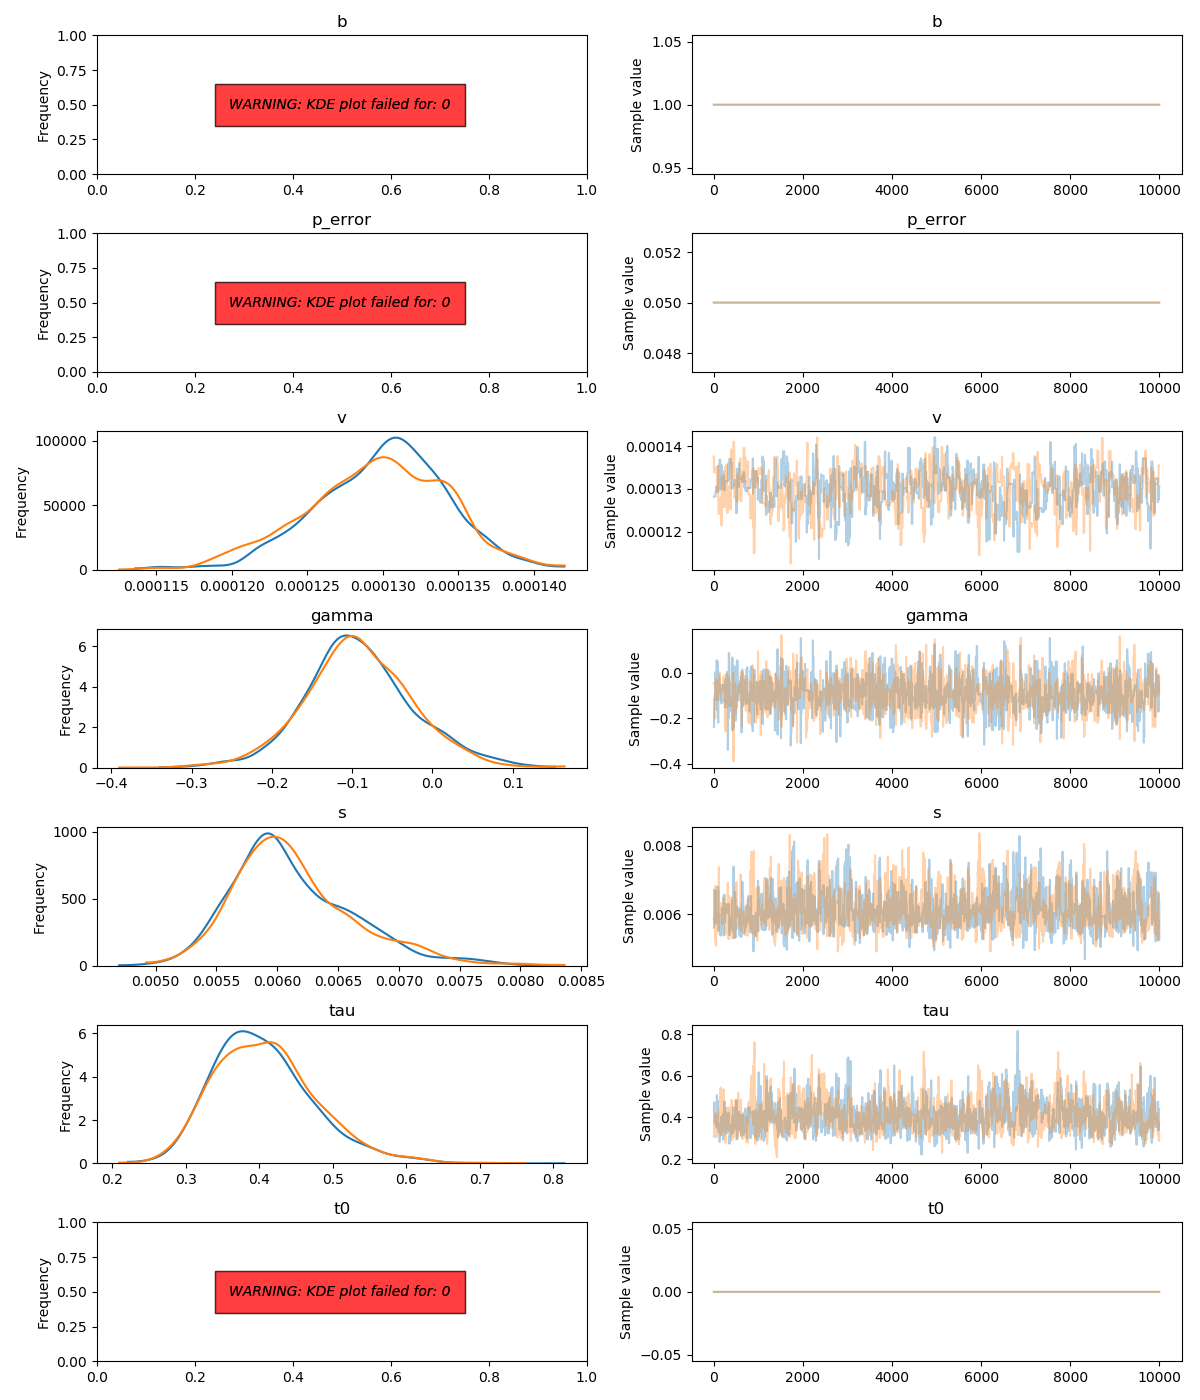 b
b
1.00
0.75
0.50
0.25
0.00
Frequency
WARNING: KDE plot failed for: 0
0.0 0.2 0.4 0.6 0.8 1.0
1.05
1.00
0.95
Sample value
0 2000 4000 6000 8000 10000
p_error
p_error
1.00
0.75
0.50
0.25
0.00
Frequency
WARNING: KDE plot failed for: 0
0.0 0.2 0.4 0.6 0.8 1.0
0.052
0.050
0.048
Sample value
0 2000 4000 6000 8000 10000
v
v
100000
50000
0
Frequency
0.000115 0.000120 0.000125 0.000130 0.000135 0.000140
0.00014
0.00013
0.00012
Sample value
0 2000 4000 6000 8000 10000
gamma
gamma
6
4
2
0
Frequency
−0.4 −0.3 −0.2 −0.1 0.0 0.1
0.0
−0.2
−0.4
Sample value
0 2000 4000 6000 8000 10000
s
s
1000
500
0
Frequency
0.0050 0.0055 0.0060 0.0065 0.0070 0.0075 0.0080 0.0085
0.008
0.006
Sample value
0 2000 4000 6000 8000 10000
tau
tau
6
4
2
0
Frequency
0.2 0.3 0.4 0.5 0.6 0.7 0.8
0.8
0.6
0.4
0.2
Sample value
0 2000 4000 6000 8000 10000
t0
t0
1.00
0.75
0.50
0.25
0.00
Frequency
WARNING: KDE plot failed for: 0
0.0 0.2 0.4 0.6 0.8 1.0
0.05
0.00
−0.05
Sample value
0 2000 4000 6000 8000 10000